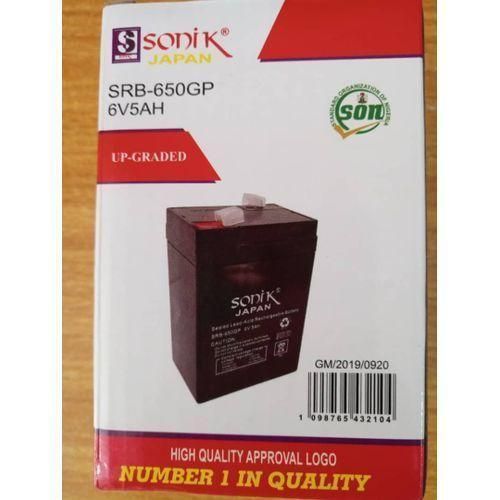 S
soniK®
JAPAN
SRB-650GP
6V5AH
STANDARD ORGANIZATION OF NIGERIA
SON
UP-GRADED
soniK
JAPAN
Sealed Lead-Acid Rechargeable Battery
SRB-650GP 6V 5Ah
CAUTION:
GM/2019/0920
1 098765 432104
HIGH QUALITY APPROVAL LOGO
NUMBER 1 IN QUALITY